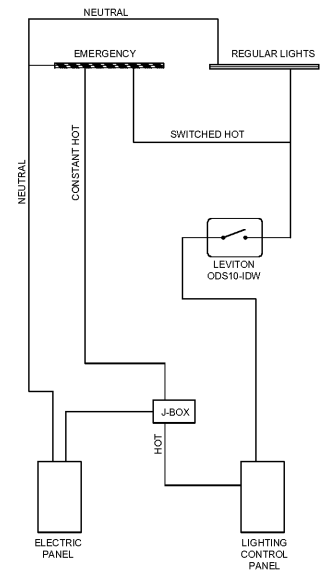 NEUTRAL
EMERGENCY
REGULAR LIGHTS
SWITCHED HOT
CONSTANT HOT
NEUTRAL
LEVITON
ODS10-IDW
J-BOX
HOT
ELECTRIC
PANEL
LIGHTING
CONTROL
PANEL